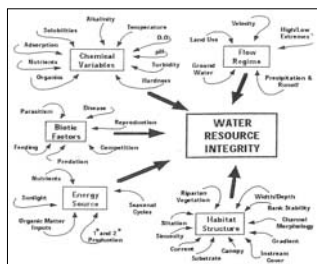 Alkalinity
Solubilities
Temperature
Adsorption
Chemical
Variables
D.O.
Nutrients
pH
Turbidity
Organics
Hardness
Velocity
Land Use
High/Low
Extremes
Flow
Regime
Ground
Water
Precipitation &
Runoff
Disease
Parasitism
Reproduction
Biotic
Factors
Feeding
Competition
Predation
WATER
RESOURCE
INTEGRITY
Nutrients
Sunlight
Energy
Source
Seasonal
Cycles
Organic Matter
Inputs
1° and 2°
Production
Riparian
Vegetation
Width/Depth
Bank Stability
Siltation
Channel
Morphology
Sinuosity
Habitat
Structure
Gradient
Current
Substrate
Canopy
Instream
Cover